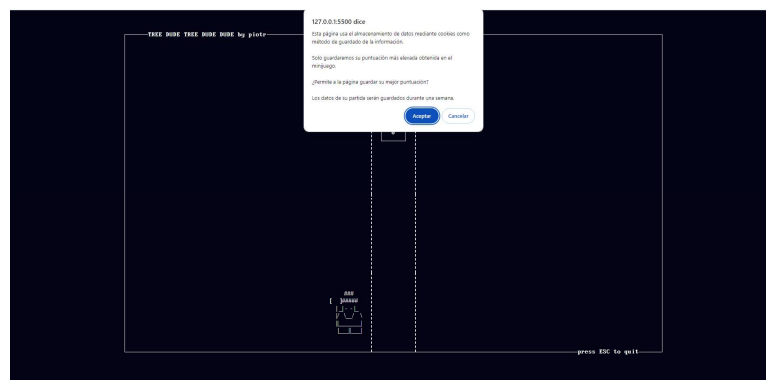 127.0.0.1:5500 dice
Esta página usa el almacenamiento de datos mediante cookies como
método de guardado de la información.
Solo guardaremos su puntuación más elevada obtenida en el
minijuego.
¿Permite a la página guardar su mejor puntuación?
Los datos de su partida serán guardados durante una semana.
Aceptar Cancelar
TREE DUDE TREE DUDE DUDE by piotr
press ESC to quit